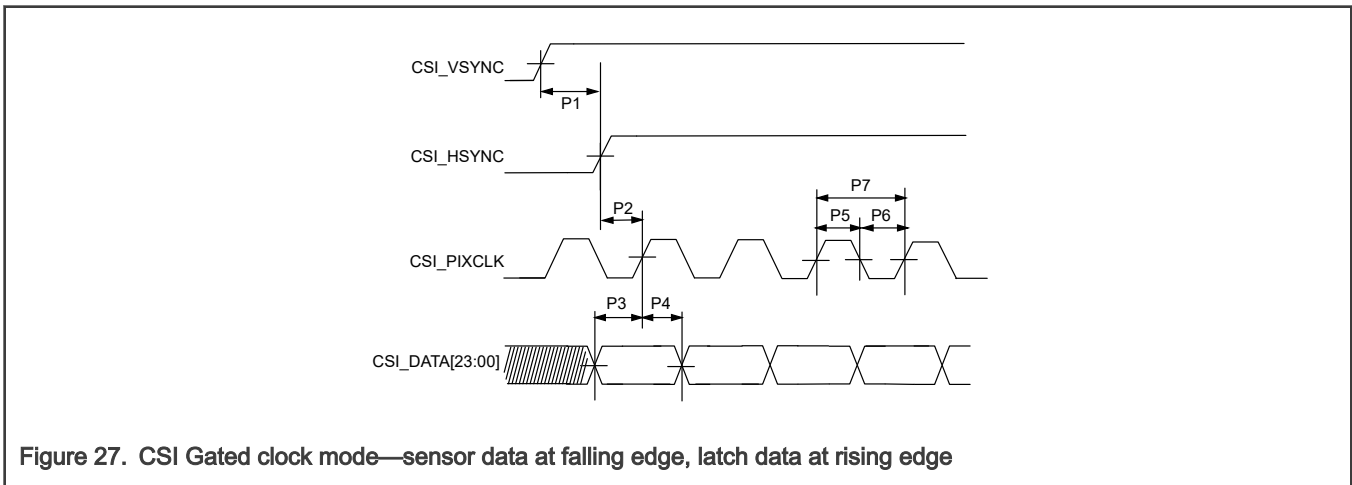 CSI_VSYNC
P1
CSI_HSYNC
P7
P2
P5
P6
CSI_PIXCLK
P3
P4
CSI_DATA[23:00]
Figure 27. CSI Gated clock mode—sensor data at falling edge, latch data at rising edge